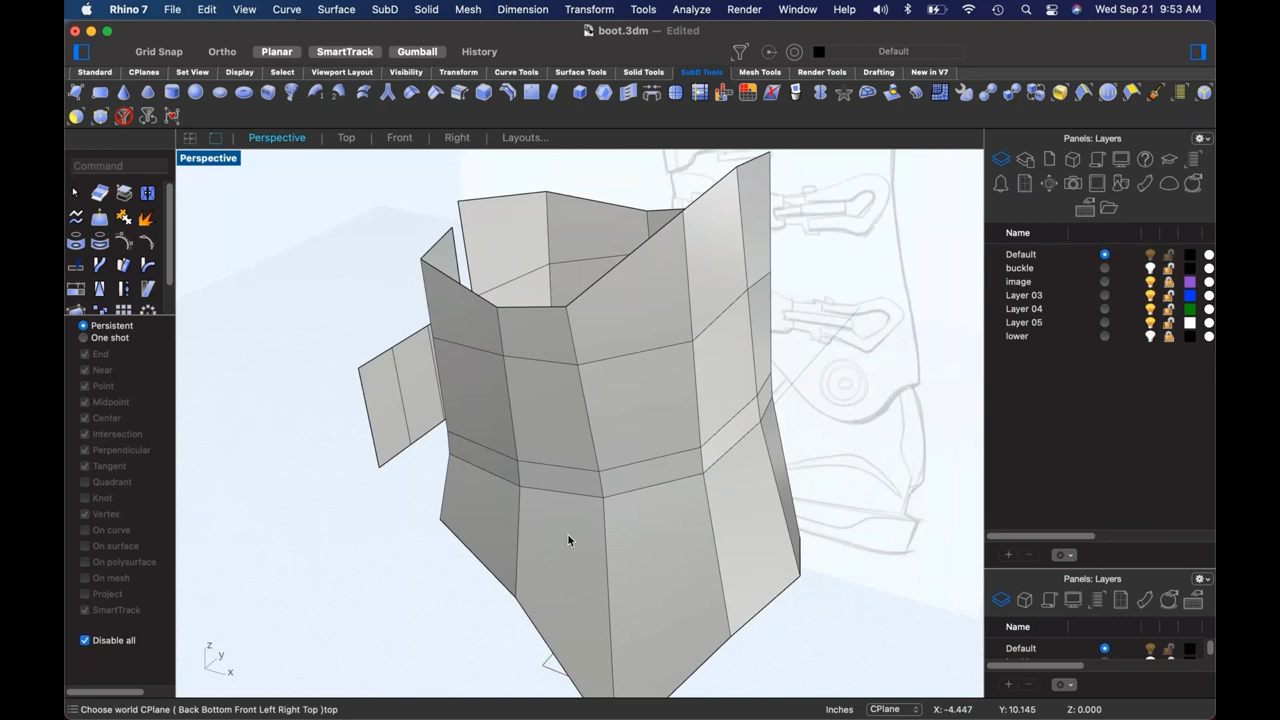 Rhino 7 File Edit View Curve Surface SubD Solid Mesh Dimension Transform Tools Analyze Render Window Help Wed Sep 21 9:53 AM
boot.3dm — Edited
Grid Snap Ortho Planar SmartTrack Gumball History Default
Standard CPlanes Set View Display Select Viewport Layout Visibility Transform Curve Tools Surface Tools Solid Tools SubD Tools Mesh Tools Render Tools Drafting New in V7
Perspective Top Front Right Layouts... Panels: Layers
Perspective
Command
Name
Default
buckle
image
Layer 03
Layer 04
Layer 05
lower
Persistent
One shot
End
Near
Point
Midpoint
Center
Intersection
Perpendicular
Tangent
Quadrant
Knot
Vertex
On curve
On surface
On polysurface
On mesh
Project
SmartTrack
Disable all
Panels: Layers
Name
Default
z
y
x
Choose world CPlane ( Back Bottom Front Left Right Top )top Inches CPlane X: -4.447 Y: 10.145 Z: 0.000